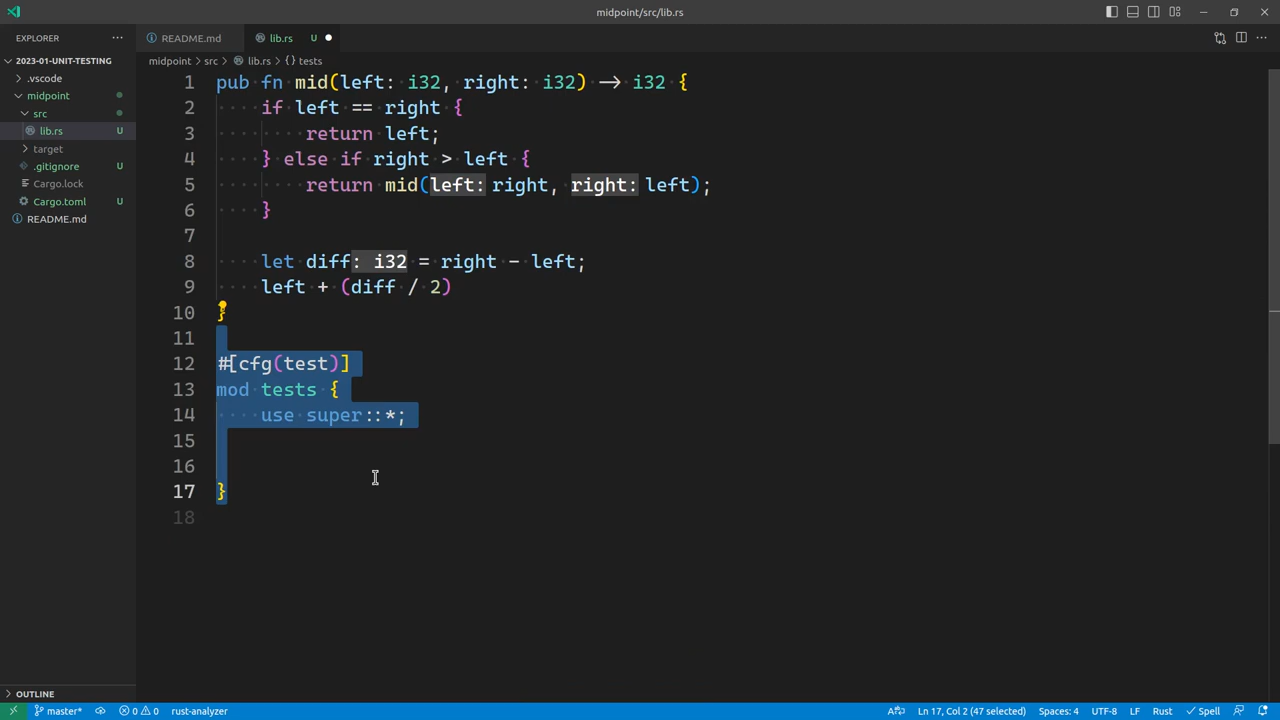 midpoint/src/lib.rs
EXPLORER
README.md
lib.rs U
2023-01-UNIT-TESTING
midpoint > src > lib.rs > {} tests
.vscode
midpoint
src
lib.rs U
target
.gitignore U
Cargo.lock
Cargo.toml U
README.md
1 pub fn mid(left: i32, right: i32) -> i32 {
2 ····if left == right {
3 ········return left;
4 ····} else if right > left {
5 ········return mid(left: right, right: left);
6 ····}
7
8 ····let diff: i32 = right - left;
9 ····left + (diff / 2)
10 }
11
12 #[cfg(test)]
13 mod tests {
14 ····use super::*;
15
16
17 }
18
OUTLINE
master* 0 0 rust-analyzer Ln 17, Col 2 (47 selected) Spaces: 4 UTF-8 LF Rust Spell